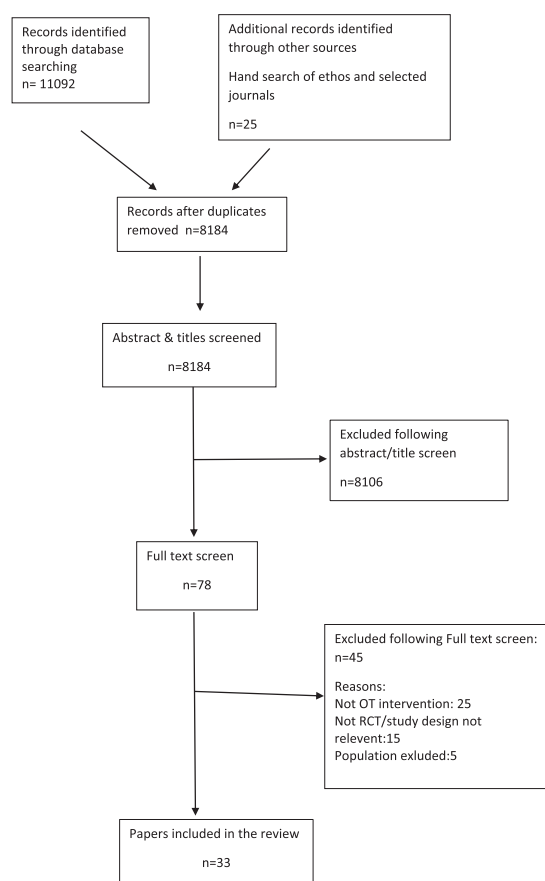 Records identified
through database
searching
n= 11092
Additional records identified
through other sources
Hand search of ethos and selected
journals
n=25
Records after duplicates
removed n=8184
Abstract & titles screened
n=8184
Excluded following
abstract/title screen
n=8106
Full text screen
n=78
Excluded following Full text screen:
n=45
Reasons:
Not OT intervention: 25
Not RCT/study design not
relevent:15
Population exluded:5
Papers included in the review
n=33